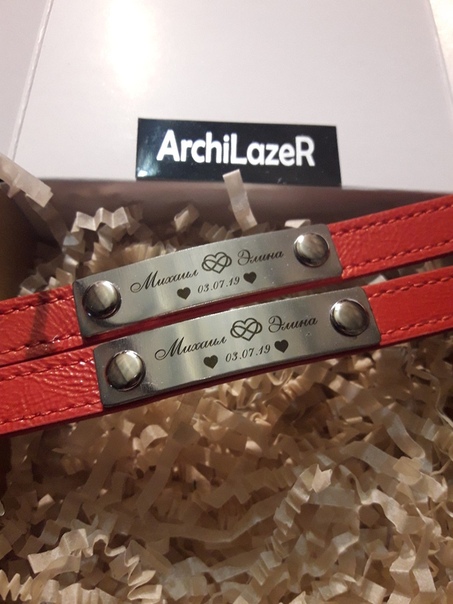 ArchiLazeR
Михаил Элина
03.07.19
Михаил Элина
03.07.19